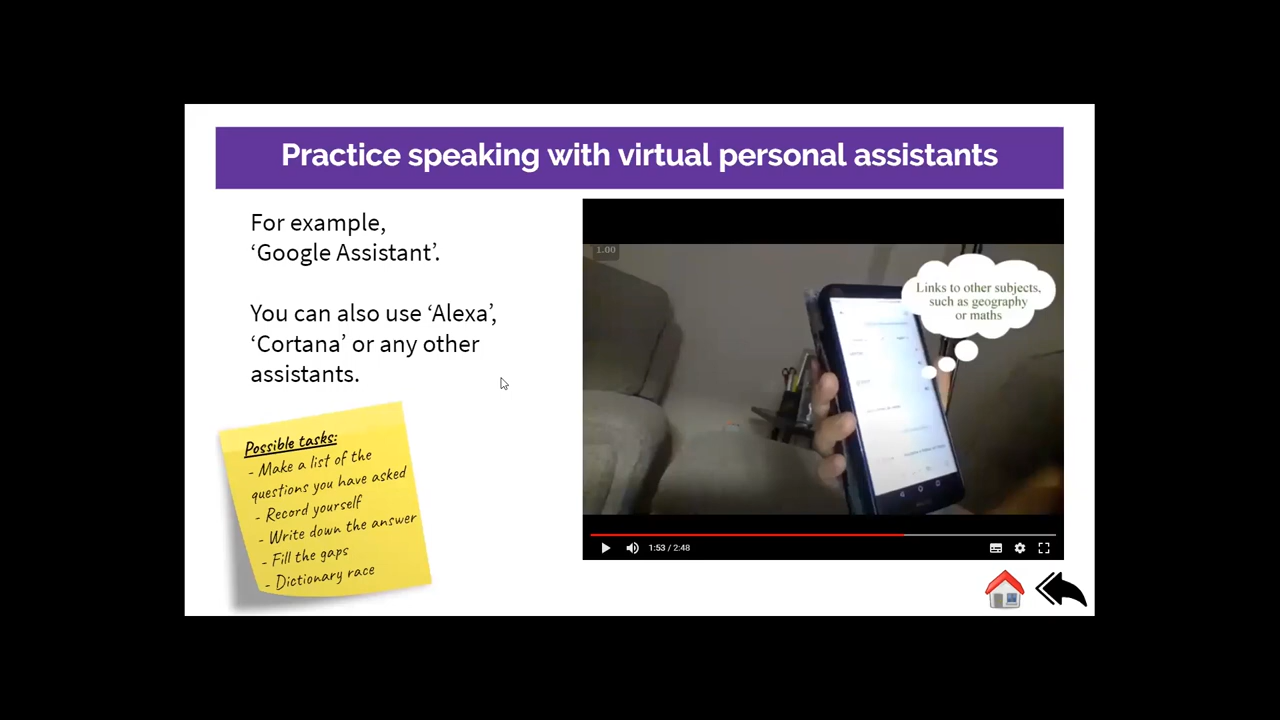 Practice speaking with virtual personal assistants
For example,
‘Google Assistant’.
You can also use ‘Alexa’,
‘Cortana’ or any other
assistants.
Possible tasks:
- Make a list of the
questions you have asked
- Record yourself
- Write down the answer
- Fill the gaps
- Dictionary race
1.00
Links to other subjects,
such as geography
or maths
1:53 / 2:48